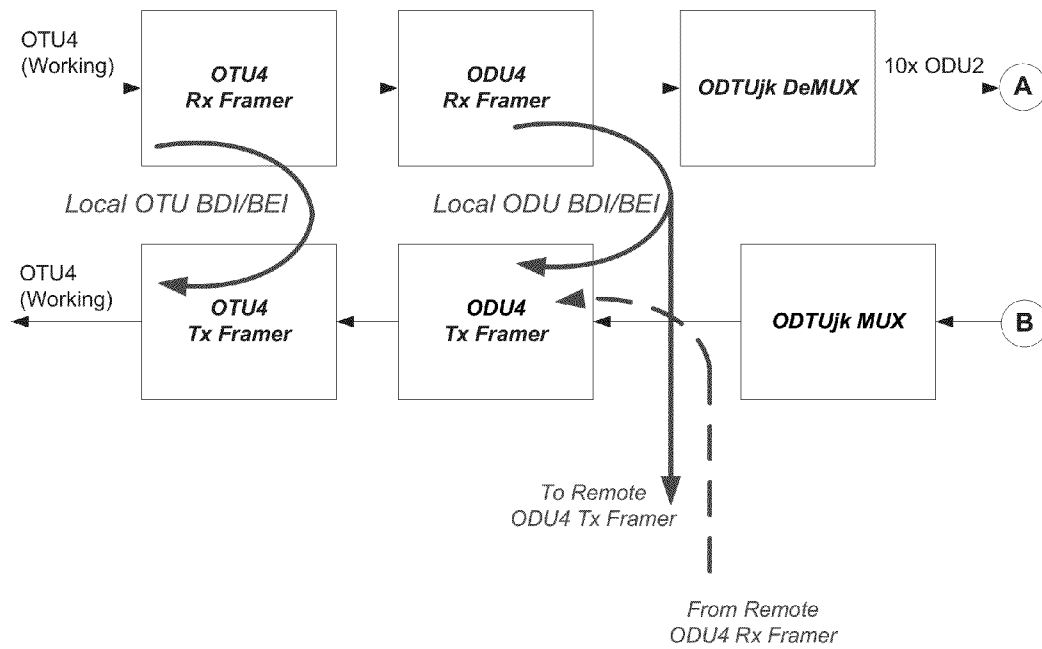 OTU4
(Working)
OTU4
Rx Framer
ODU4
Rx Framer
ODTUjk DeMUX
10x ODU2
A
Local OTU BDI/BEI
Local ODU BDI/BEI
OTU4
(Working)
OTU4
Tx Framer
ODU4
Tx Framer
ODTUjk MUX
B
To Remote
ODU4 Tx Framer
From Remote
ODU4 Rx Framer